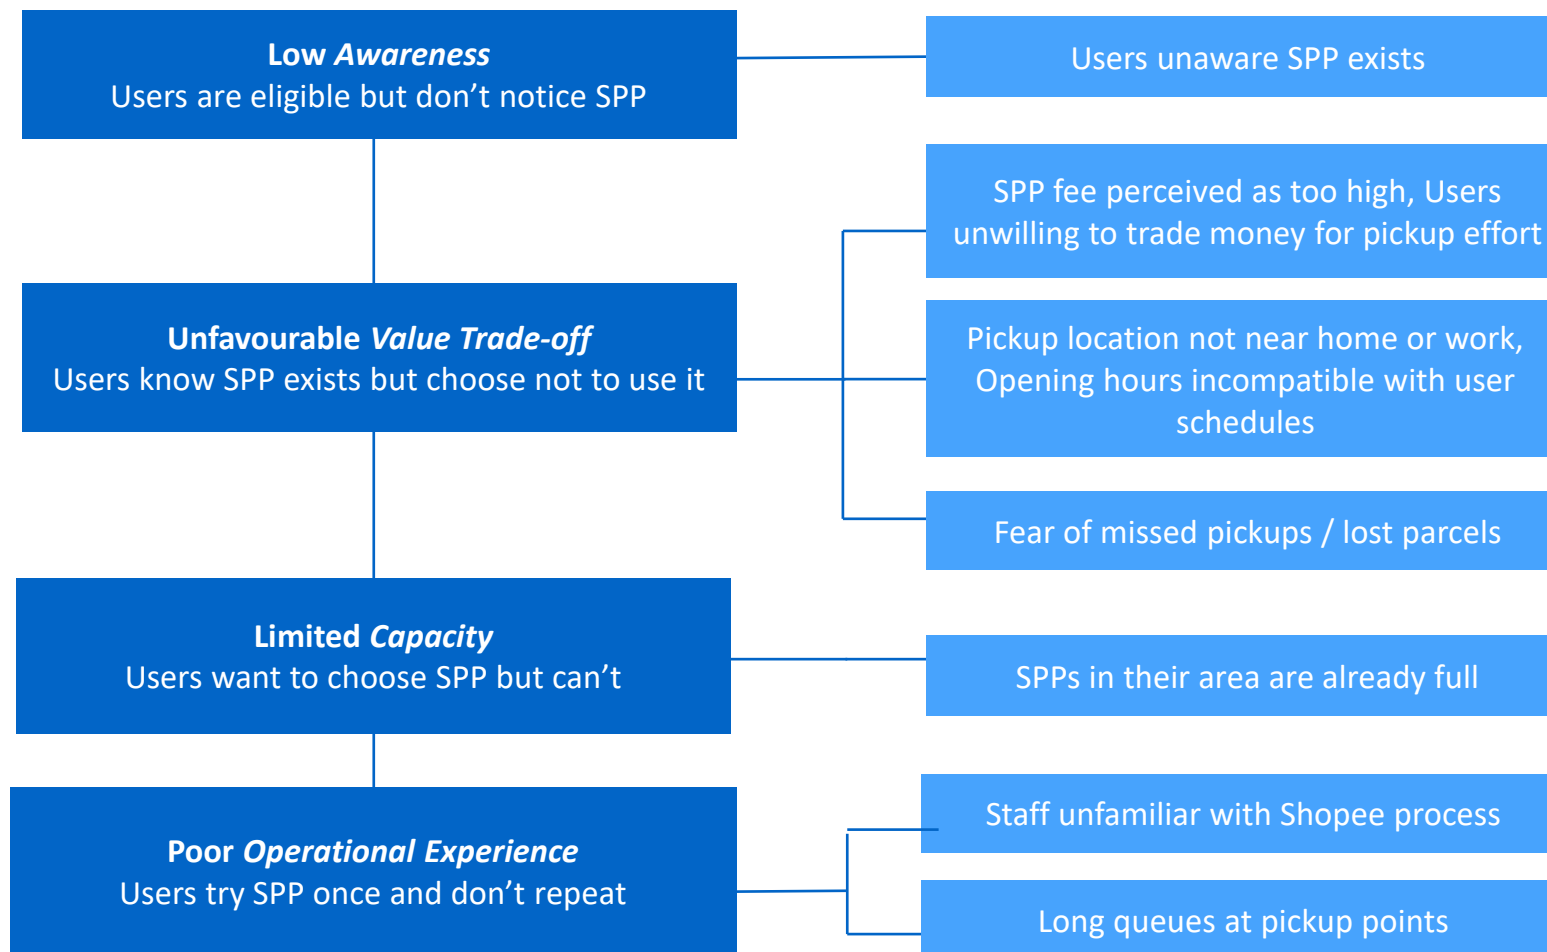 Low Awareness
Users are eligible but don’t notice SPP
Users unaware SPP exists
Unfavourable Value Trade-off
Users know SPP exists but choose not to use it
SPP fee perceived as too high, Users
unwilling to trade money for pickup effort
Pickup location not near home or work,
Opening hours incompatible with user
schedules
Fear of missed pickups / lost parcels
Limited Capacity
Users want to choose SPP but can’t
SPPs in their area are already full
Poor Operational Experience
Users try SPP once and don’t repeat
Staff unfamiliar with Shopee process
Long queues at pickup points